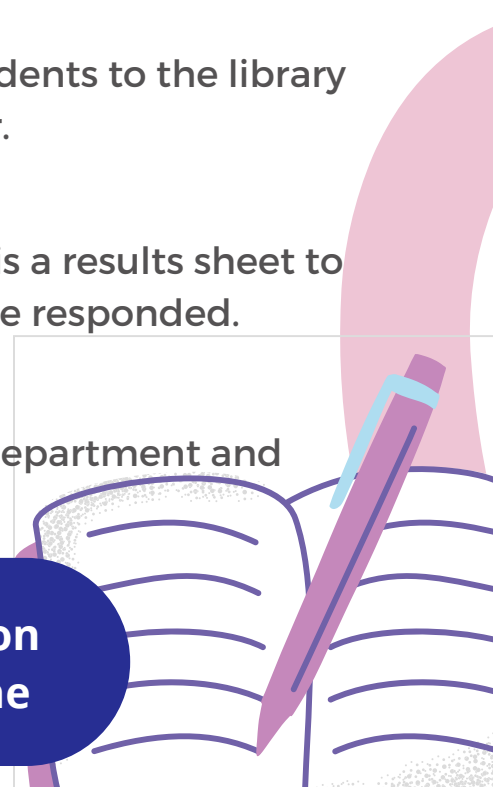 dents to the library
r.
is a results sheet to
e responded.
epartment and
on
ne